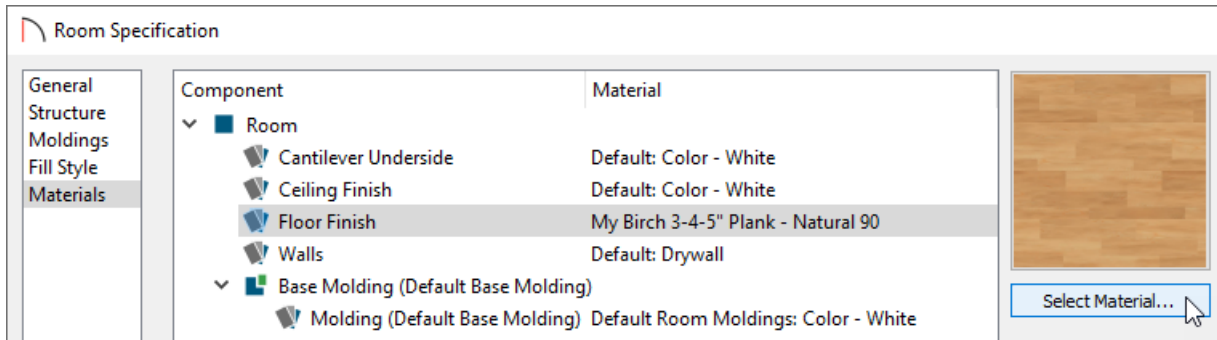 Room Specification
General
Structure
Moldings
Fill Style
Materials
Component Material
Room
Cantilever Underside Default: Color - White
Ceiling Finish Default: Color - White
Floor Finish My Birch 3-4-5" Plank - Natural 90
Walls Default: Drywall
Base Molding (Default Base Molding)
Molding (Default Base Molding) Default Room Moldings: Color - White
Select Material...